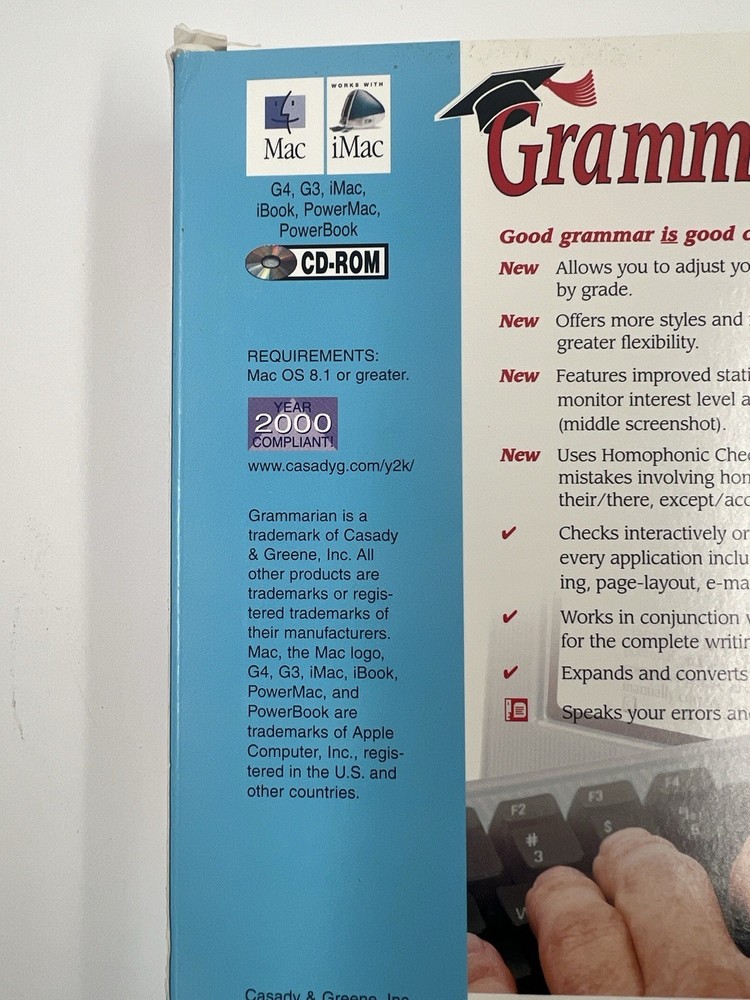 Mac
WORKS WITH
iMac
G4, G3, iMac,
iBook, PowerMac,
PowerBook
CD-ROM
REQUIREMENTS:
Mac OS 8.1 or greater.
YEAR
2000
COMPLIANT!
www.casadyg.com/y2k/
Grammarian is a
trademark of Casady
& Greene, Inc. All
other products are
trademarks or regis-
tered trademarks of
their manufacturers.
Mac, the Mac logo,
G4, G3, iMac, iBook,
PowerMac, and
PowerBook are
trademarks of Apple
Computer, Inc., regis-
tered in the U.S. and
other countries.
Casady & Greene, Inc.
Gramm
Good grammar is good
New Allows you to adjust yo
by grade.
New Offers more styles and
greater flexibility.
New Features improved stati
monitor interest level a
(middle screenshot).
New Uses Homophonic Chec
mistakes involving hom
their/there, except/acc
✔ Checks interactively or
every application inclu
ing, page-layout, e-ma
✔ Works in conjunction
for the complete writin
✔ Expands and converts
Speaks your errors an
F2
F3
F4
#
3
$